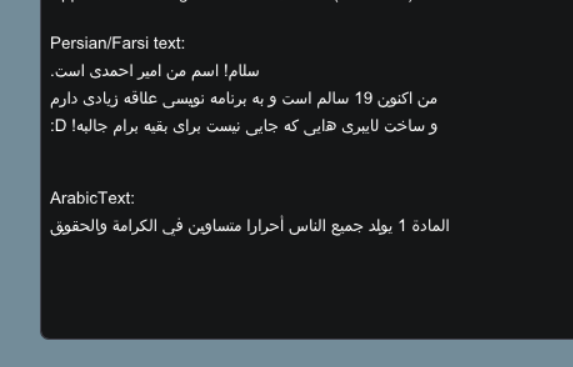 Persian/Farsi text:
سلام! اسم من امیر احمدی است.
من اکنون 19 سالم است و به برنامه نویسی علاقه زیادی دارم
و ساخت لایبری هایی که جایی نیست برای بقیه برام جالبه! D:
ArabicText:
المادة 1 يولد جميع الناس أحرارا متساوين في الكرامة والحقوق